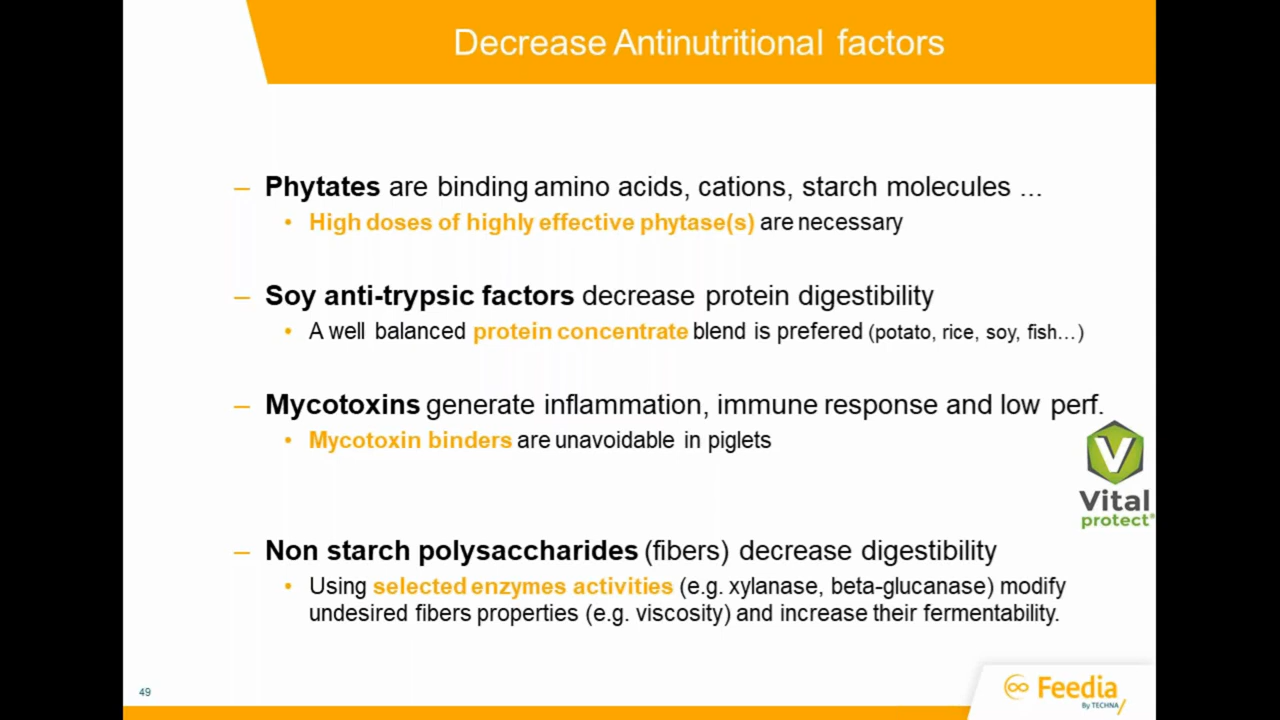 Decrease Antinutritional factors
– Phytates are binding amino acids, cations, starch molecules ...
• High doses of highly effective phytase(s) are necessary
– Soy anti-trypsic factors decrease protein digestibility
• A well balanced protein concentrate blend is prefered (potato, rice, soy, fish…)
– Mycotoxins generate inflammation, immune response and low perf.
• Mycotoxin binders are unavoidable in piglets
V
Vital
protect®
– Non starch polysaccharides (fibers) decrease digestibility
• Using selected enzymes activities (e.g. xylanase, beta-glucanase) modify
undesired fibers properties (e.g. viscosity) and increase their fermentability.
49
Feedia
By TECHNA